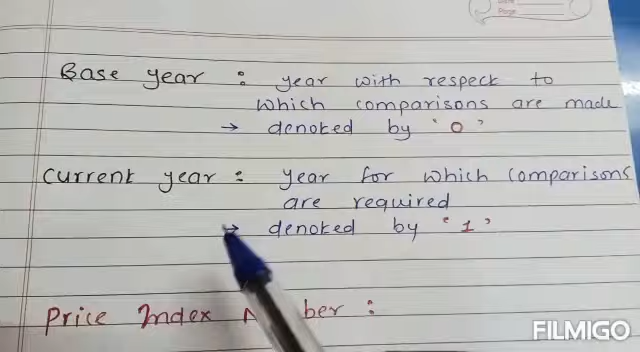 Base year : year with respect to
which comparisons are made
→ denoted by '0'
Current year : year for which comparisons
are required
→ denoted by '1'
Price Index N ber :
FILMIGO